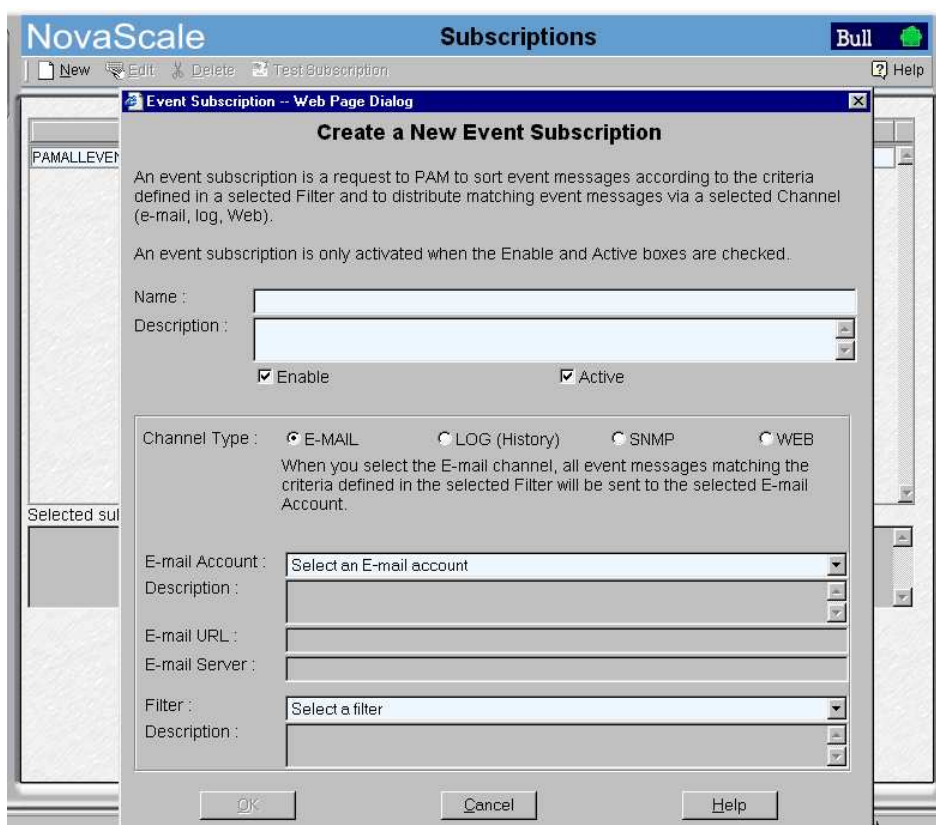 NovaScale Subscriptions Bull
New Edit Delete Test Subscription Help
Event Subscription -- Web Page Dialog
Create a New Event Subscription
PAMALLEVEN
An event subscription is a request to PAM to sort event messages according to the criteria
defined in a selected Filter and to distribute matching event messages via a selected Channel
(e-mail, log, Web).
An event subscription is only activated when the Enable and Active boxes are checked.
Name :
Description :
Enable Active
Channel Type : E-MAIL LOG (History) SNMP WEB
When you select the E-mail channel, all event messages matching the
criteria defined in the selected Filter will be sent to the selected E-mail
Account.
Selected sul
E-mail Account : Select an E-mail account
Description :
E-mail URL :
E-mail Server :
Filter : Select a filter
Description :
OK Cancel Help